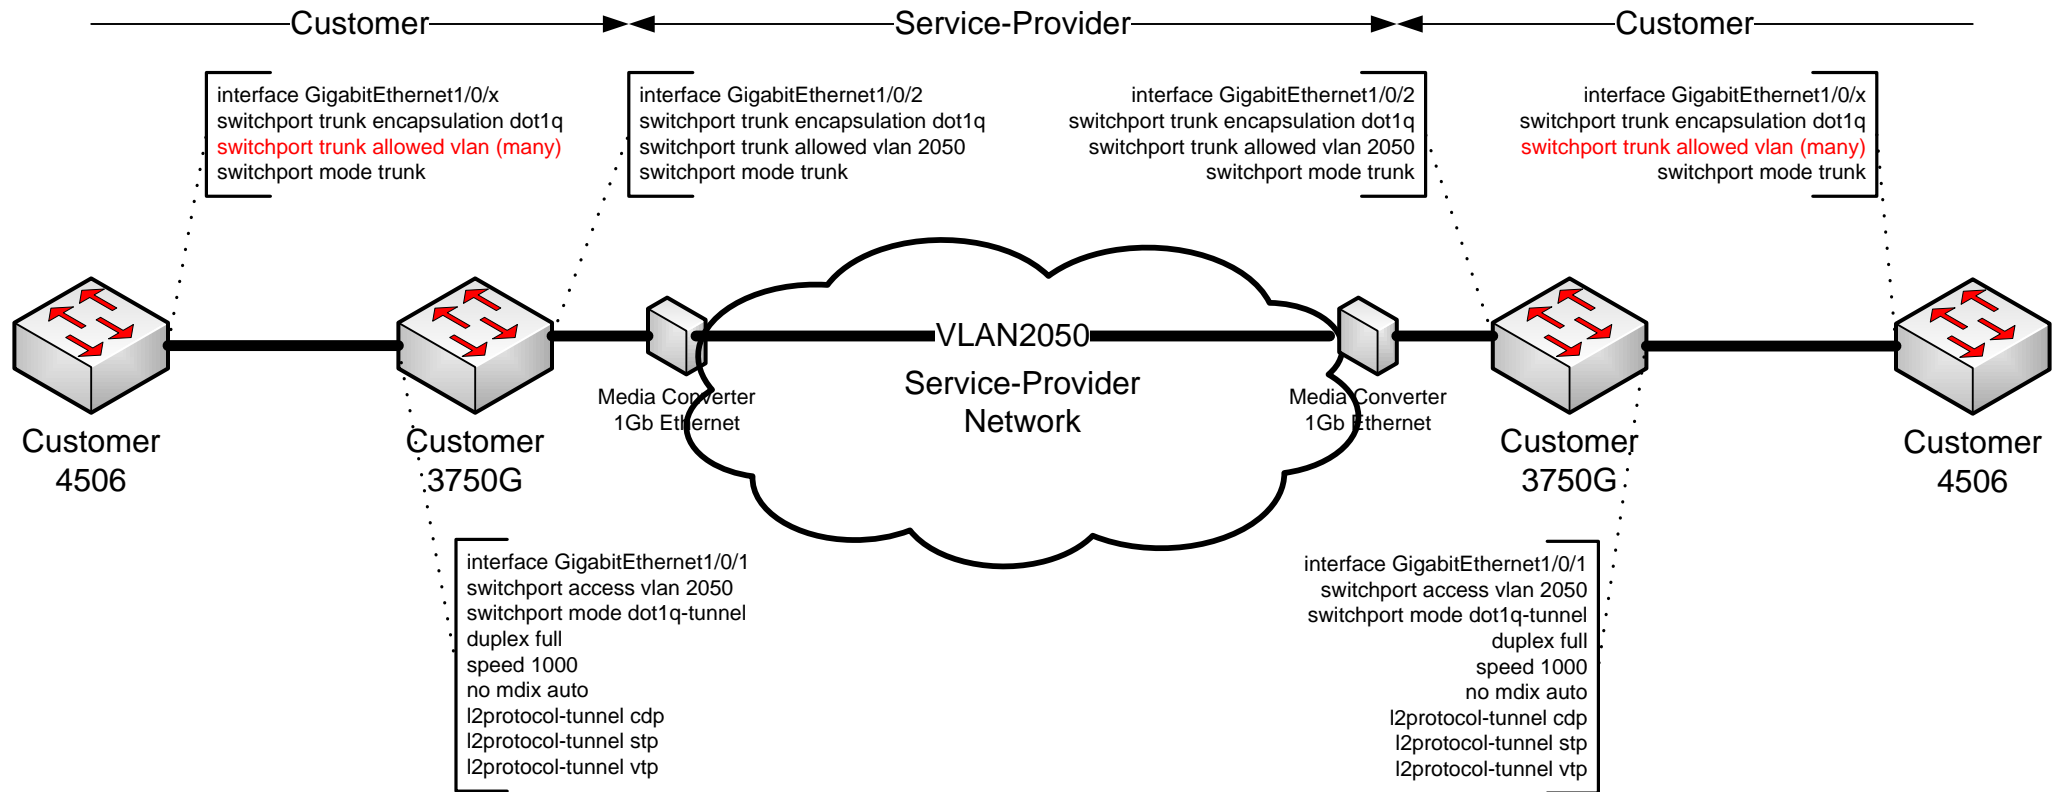 Customer
Service-Provider
Customer
interface GigabitEthernet1/0/x
switchport trunk encapsulation dot1q
switchport trunk allowed vlan (many)
switchport mode trunk
interface GigabitEthernet1/0/2
switchport trunk encapsulation dot1q
switchport trunk allowed vlan 2050
switchport mode trunk
interface GigabitEthernet1/0/2
switchport trunk encapsulation dot1q
switchport trunk allowed vlan 2050
switchport mode trunk
interface GigabitEthernet1/0/x
switchport trunk encapsulation dot1q
switchport trunk allowed vlan (many)
switchport mode trunk
Customer
4506
Customer
3750G
Media Converter
1Gb Ethernet
VLAN2050
Service-Provider
Network
Media Converter
1Gb Ethernet
Customer
3750G
Customer
4506
interface GigabitEthernet1/0/1
switchport access vlan 2050
switchport mode dot1q-tunnel
duplex full
speed 1000
no mdix auto
l2protocol-tunnel cdp
l2protocol-tunnel stp
l2protocol-tunnel vtp
interface GigabitEthernet1/0/1
switchport access vlan 2050
switchport mode dot1q-tunnel
duplex full
speed 1000
no mdix auto
l2protocol-tunnel cdp
l2protocol-tunnel stp
l2protocol-tunnel vtp